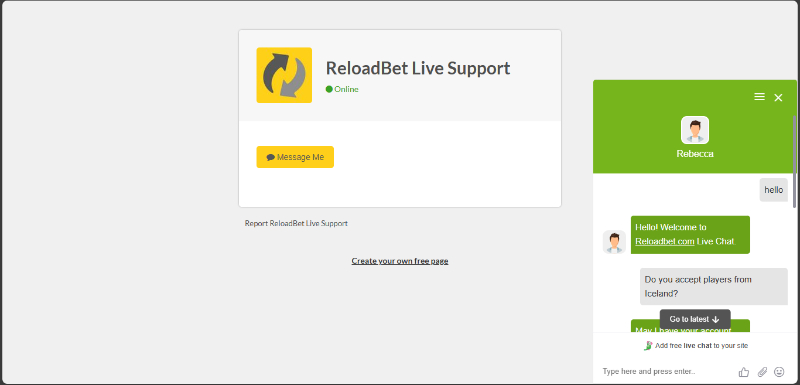 ReloadBet Live Support
Online
Message Me
Report ReloadBet Live Support
Create your own free page
Rebecca
hello
Hello! Welcome to
Reloadbet com Live Chat.
Do you accept players from
Iceland?
May I have your account
Go to latest
Add free live chat to your site
Type here and press enter..